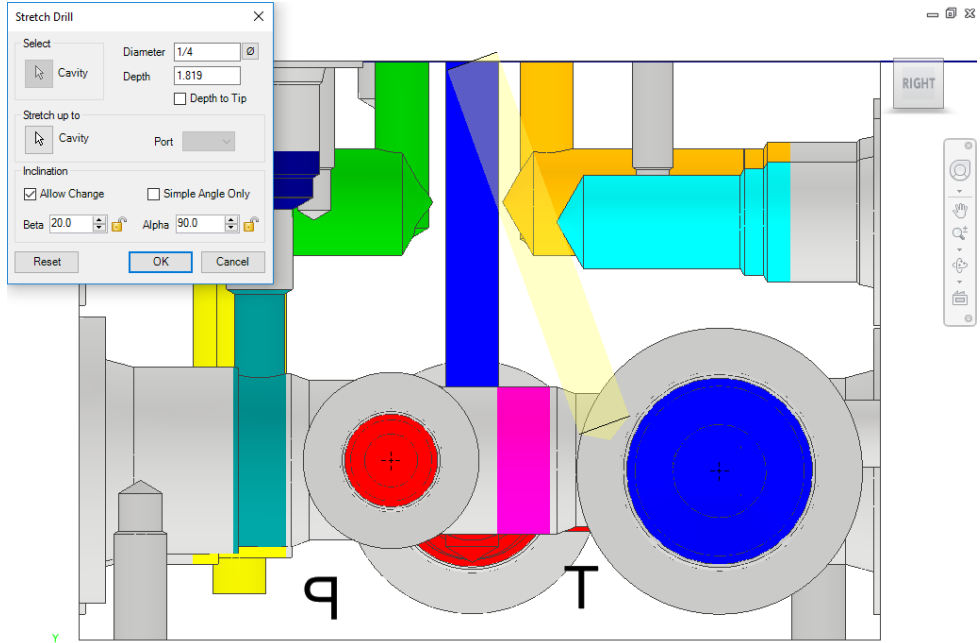 Stretch Drill
Select
Cavity
Diameter 1/4 Ø
Depth 1.819
Depth to Tip
Stretch up to
Cavity
Port
Inclination
Allow Change
Simple Angle Only
Beta 20.0
Alpha 90.0
Reset
OK
Cancel
RIGHT
P
T
Y